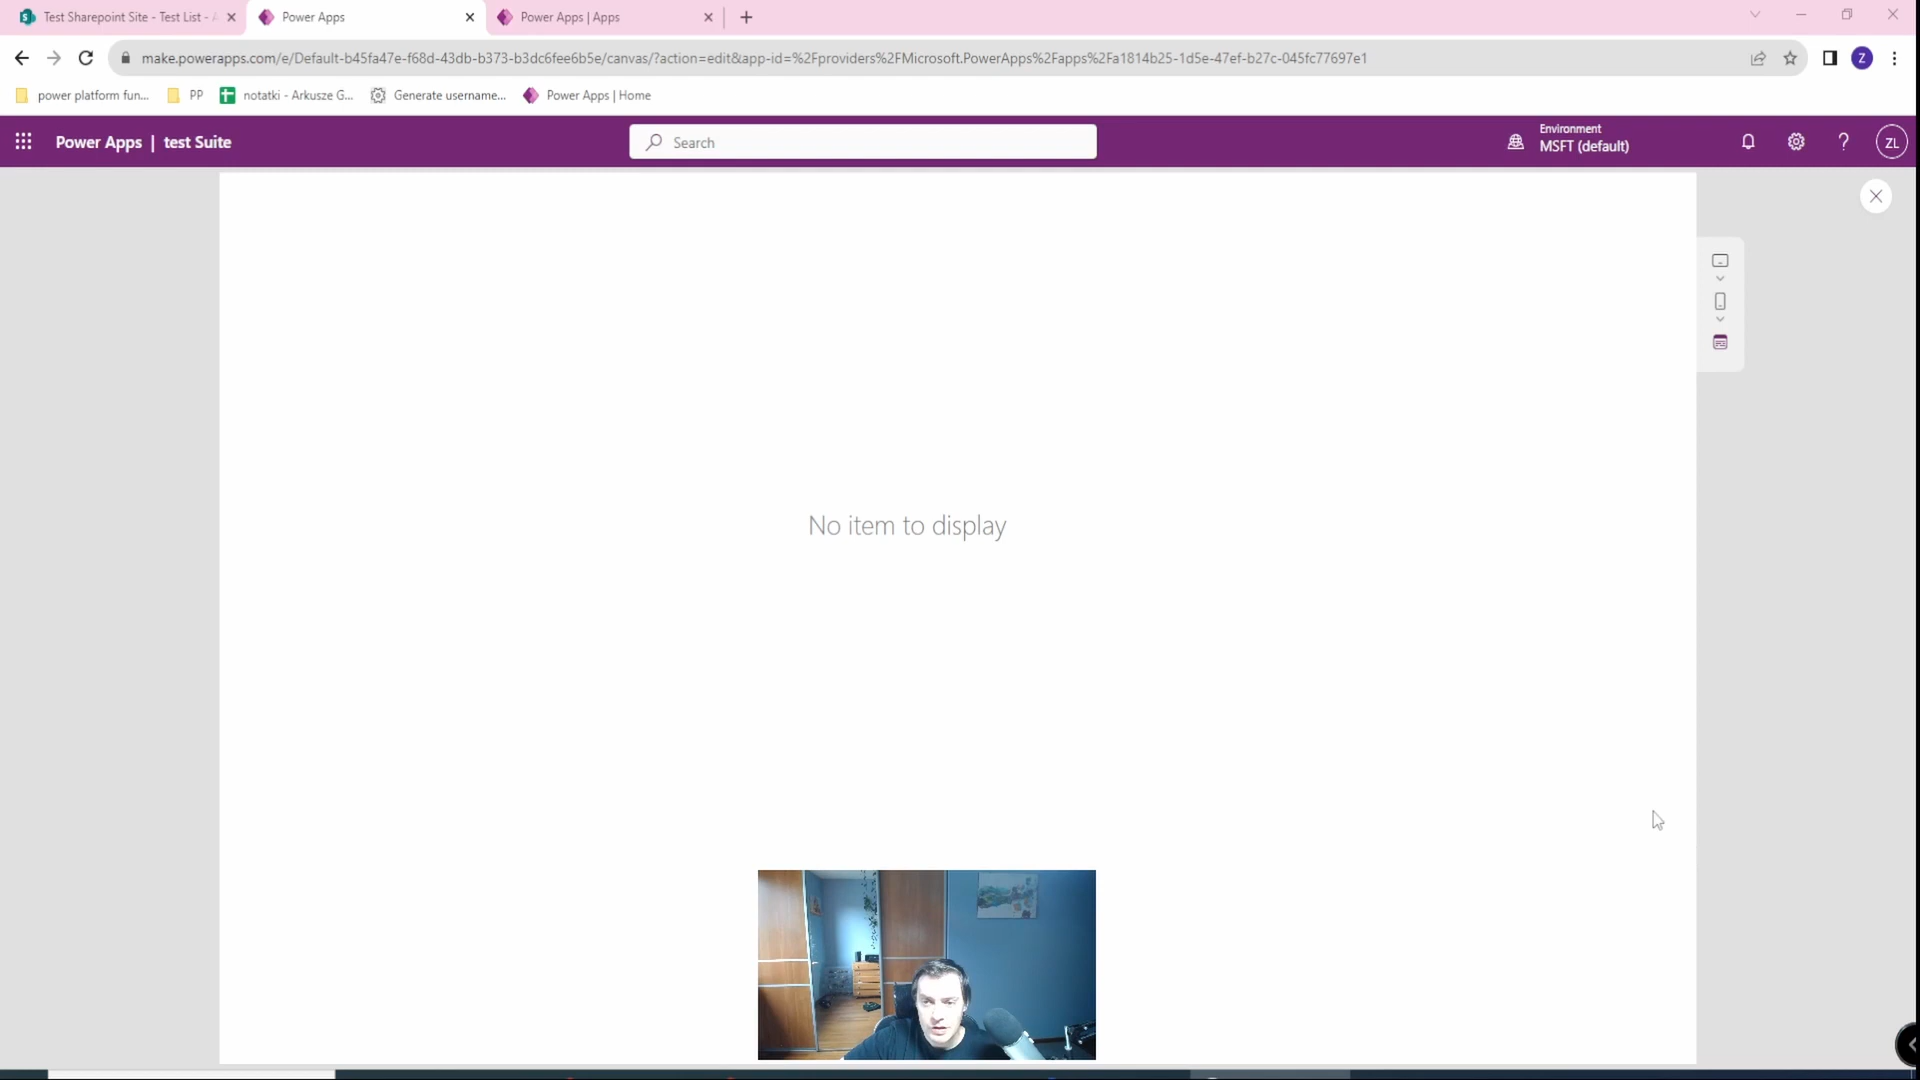 Test Sharepoint Site - Test List -
Power Apps
Power Apps | Apps
make.powerapps.com/e/Default-b45fa47e-f68d-43db-b373-b3dc6fee6b5e/canvas/?action=edit&app-id=%2Fproviders%2FMicrosoft.PowerApps%2Fapps%2Fa1814b25-1d5e-47ef-b27c-045fc77697e1
Z
power platform fun...
PP
notatki - Arkusze G...
Generate username...
Power Apps | Home
Power Apps | test Suite
Search
Environment
MSFT (default)
ZL
No item to display